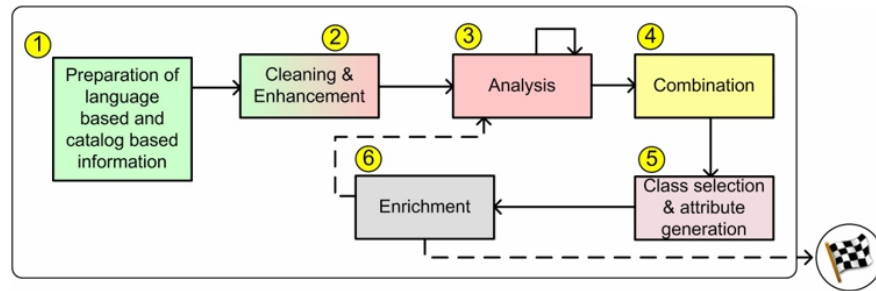 1
Preparation of
language
based and
catalog based
information
2
Cleaning &
Enhancement
3
Analysis
4
Combination
5
Class selection
& attribute
generation
6
Enrichment